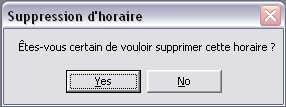 Suppression d'horaire
Êtes-vous certain de vouloir supprimer cette horaire ?
Yes
No